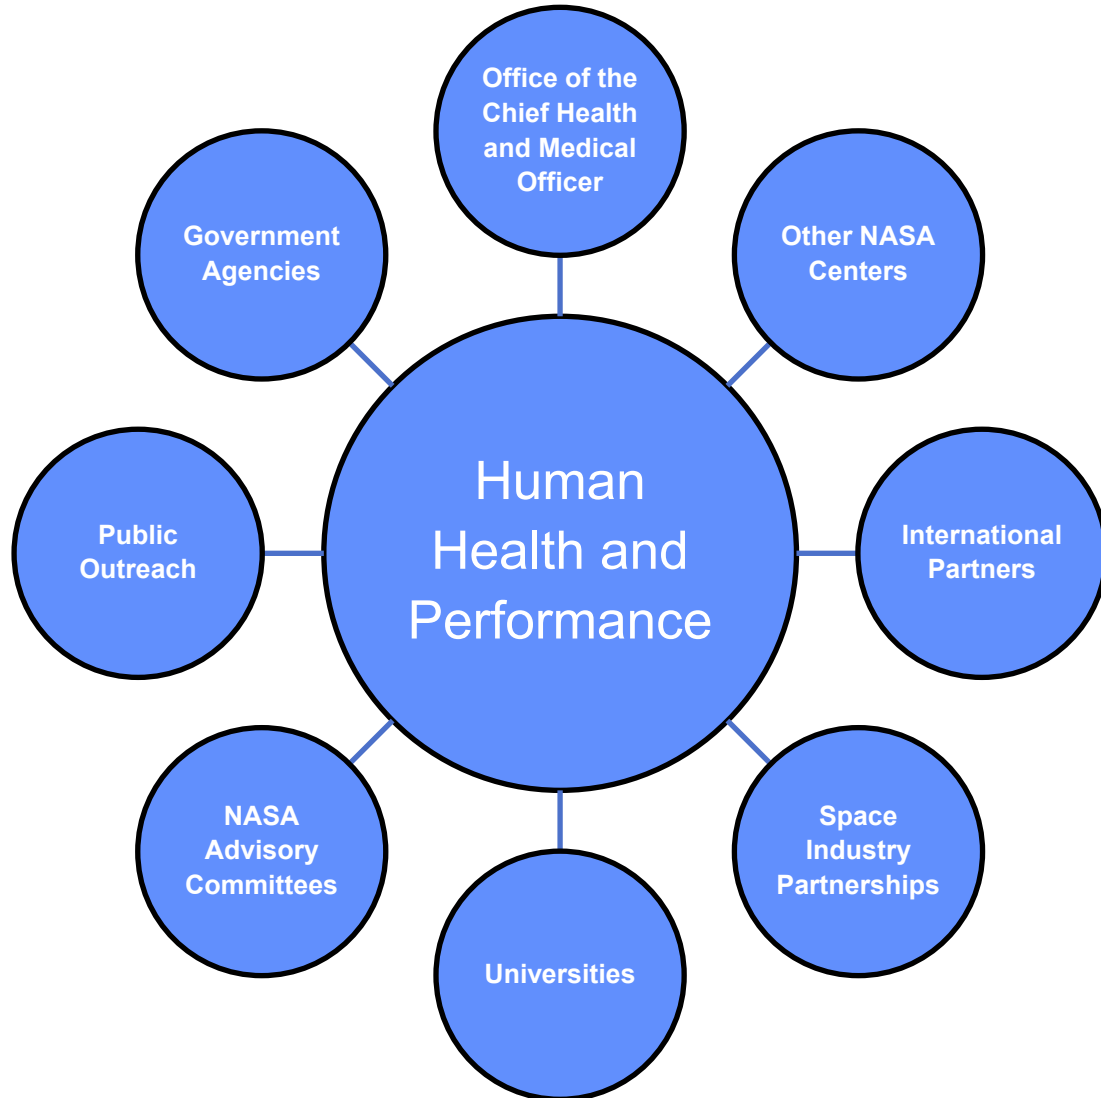 Office of the
Chief Health
and Medical
Officer
Government
Agencies
Other NASA
Centers
Human
Health and
Performance
Public
Outreach
International
Partners
NASA
Advisory
Committees
Space
Industry
Partnerships
Universities